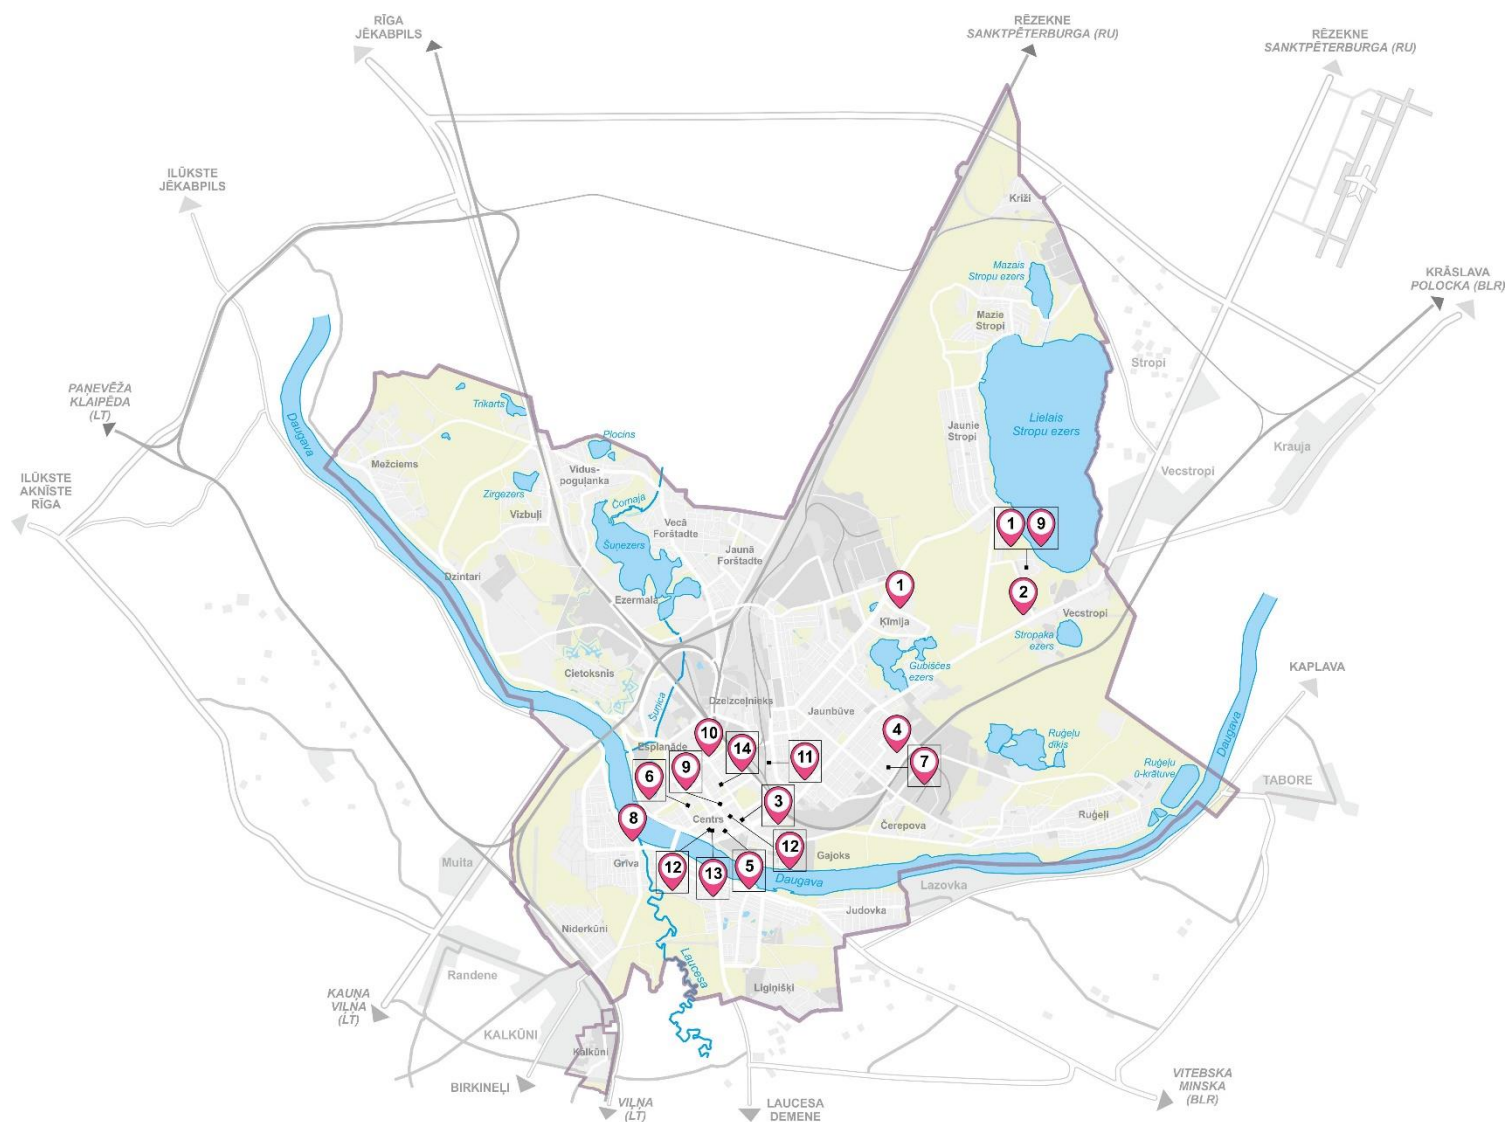 RĪGA
JĒKABPILS
RĒZEKNE
SANKTPĒTERBURGA (RU)
RĒZEKNE
SANKTPĒTERBURGA (RU)
ILŪKSTE
JĒKABPILS
Križi
Mazais
Stropu ezers
KRĀSLAVA
POLOCKA (BLR)
Mazie
Stropi
Stropi
PAŅEVĒŽA
KLAIPĒDA
(LT)
Trikarts
Daugava
Lielais
Stropu ezers
Jaunie
Stropi
Plocins
Krauja
Mežciems
Vidus-
poguļanka
Vecstropi
ILŪKSTE
AKNĪSTE
RĪGA
Zirgezers
Čornaja
Vizbuļi
Vecā
Forštadte
1
9
Šuņezers
Jaunā
Forštadte
Dzintari
1
2
Ezermala
Ķīmija
Vecstropi
Stropaka
ezers
Gubiščes
ezers
Cietoksnis
KAPLAVA
Šuņica
Dzelzceļnieks
Jaunbūve
Daugava
10
4
Ruģeļu
dīķis
Esplanāde
14
11
9
7
6
Ruģeļu
ū-krātuve
TABORE
3
8
Centrs
Ruģeļi
Čerepova
12
Gajoks
Muita
Grīva
12
13
5
Daugava
Lazovka
Judovka
Niderkūni
Laucesa
Randene
Liginišķi
KAUŅA
VIĻŅA
(LT)
KALKŪNI
Kalkūni
BIRKINEĻI
VIĻŅA
(LT)
LAUCESA
DEMENE
VITEBSKA
MINSKA
(BLR)